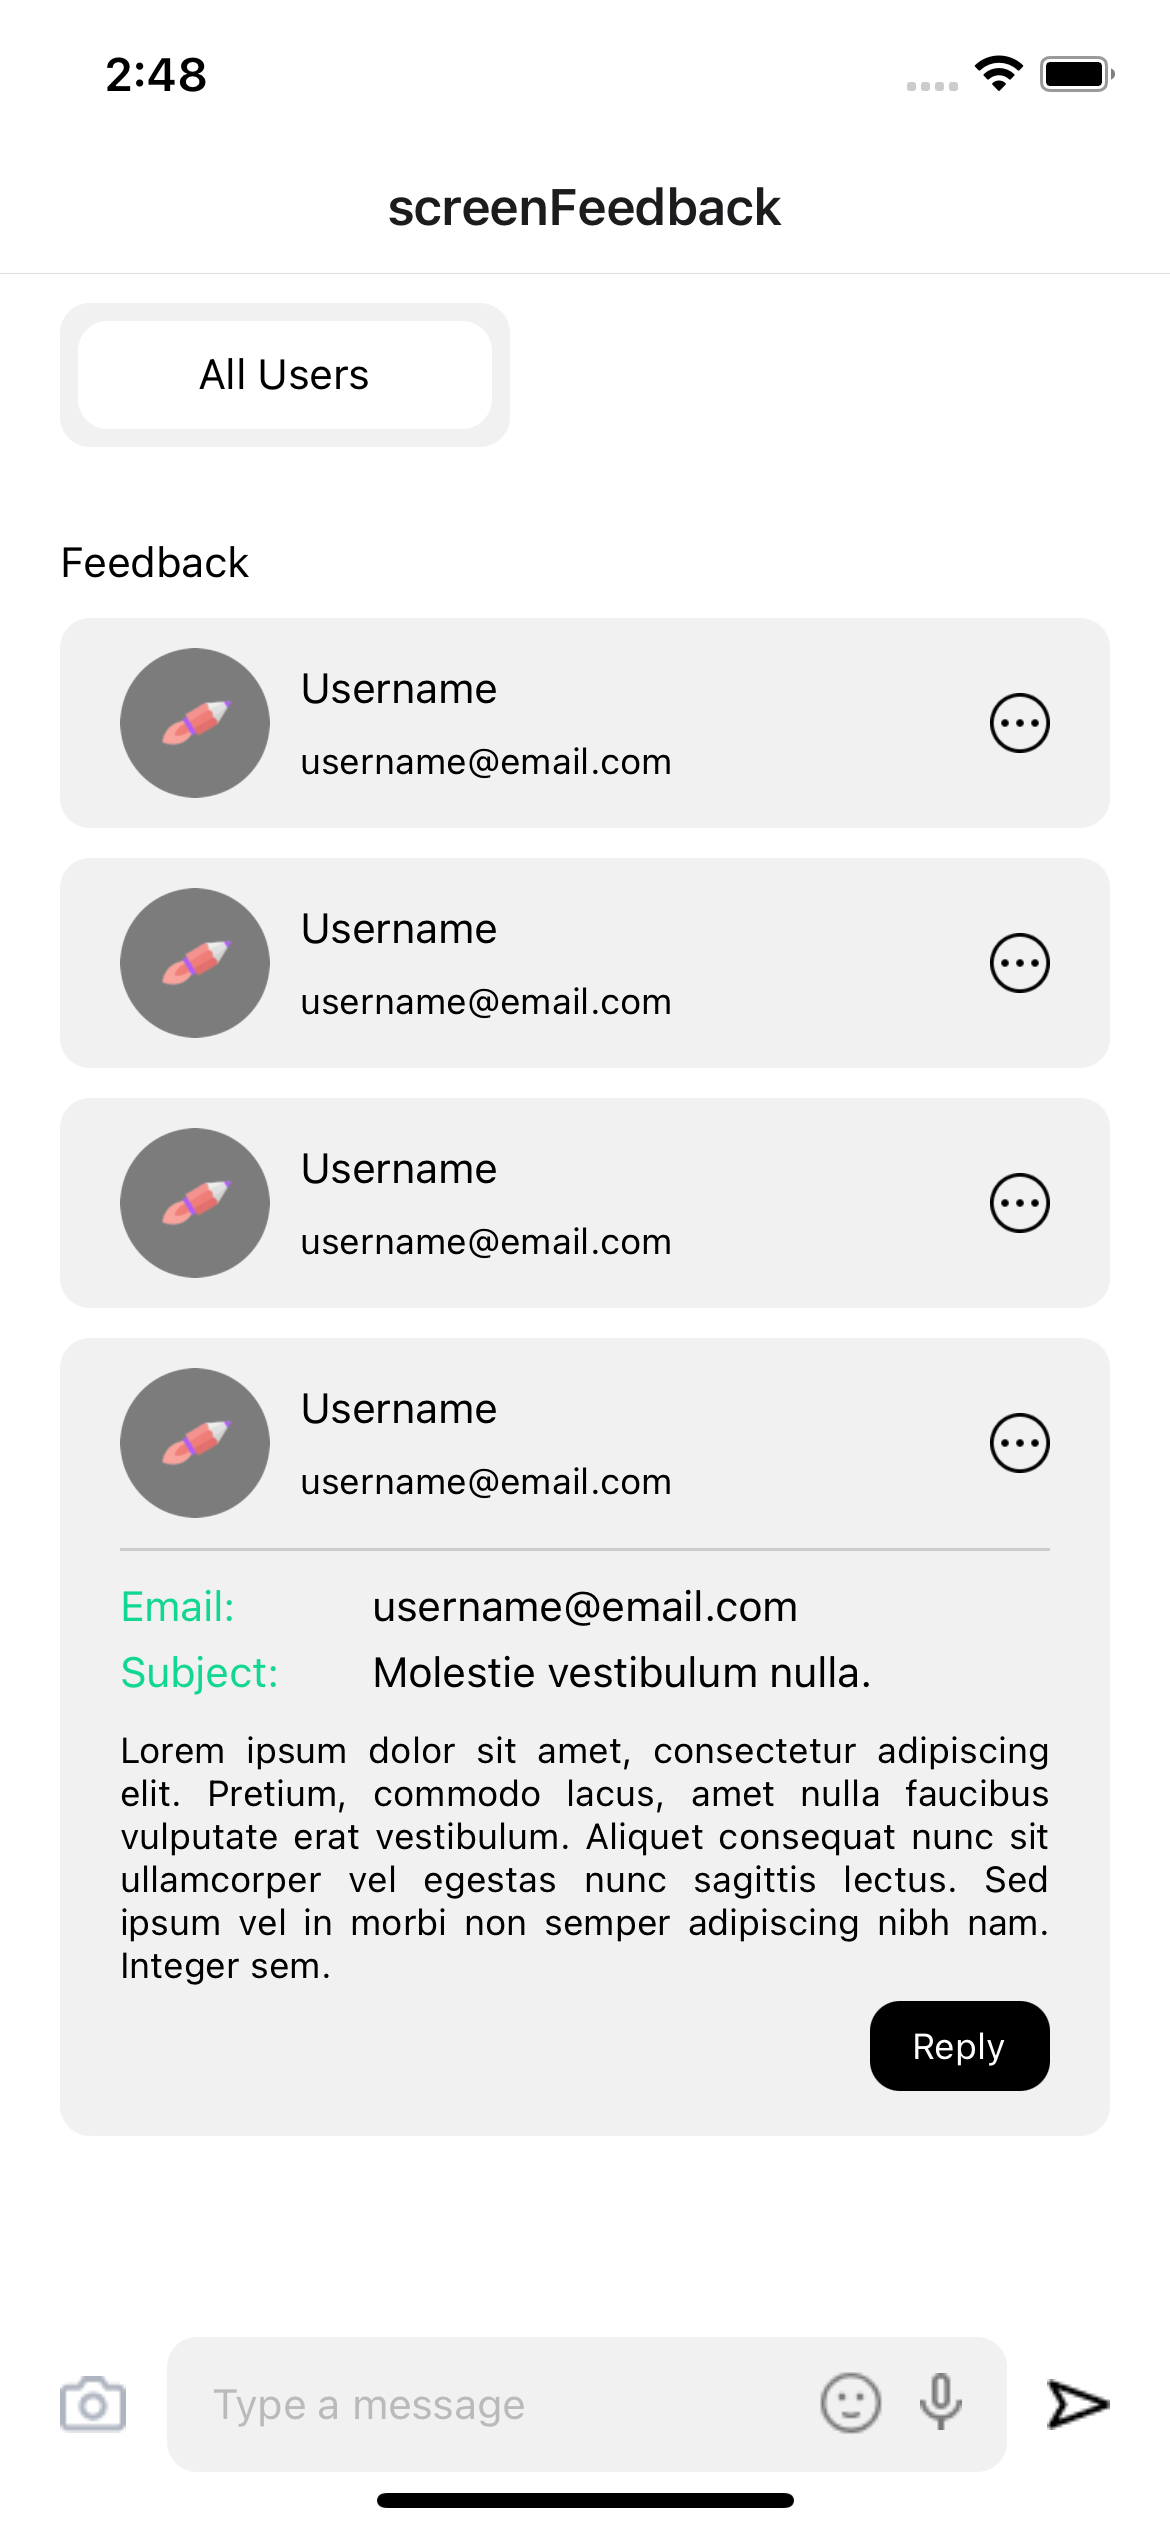 2:48
screenFeedback
All Users
Feedback
Username
username@email.com
Username
username@email.com
Username
username@email.com
Username
username@email.com
Email: username@email.com
Subject: Molestie vestibulum nulla.
Lorem ipsum dolor sit amet, consectetur adipiscing
elit. Pretium, commodo lacus, amet nulla faucibus
vulputate erat vestibulum. Aliquet consequat nunc sit
ullamcorper vel egestas nunc sagittis lectus. Sed
ipsum vel in morbi non semper adipiscing nibh nam.
Integer sem.
Reply
Type a message